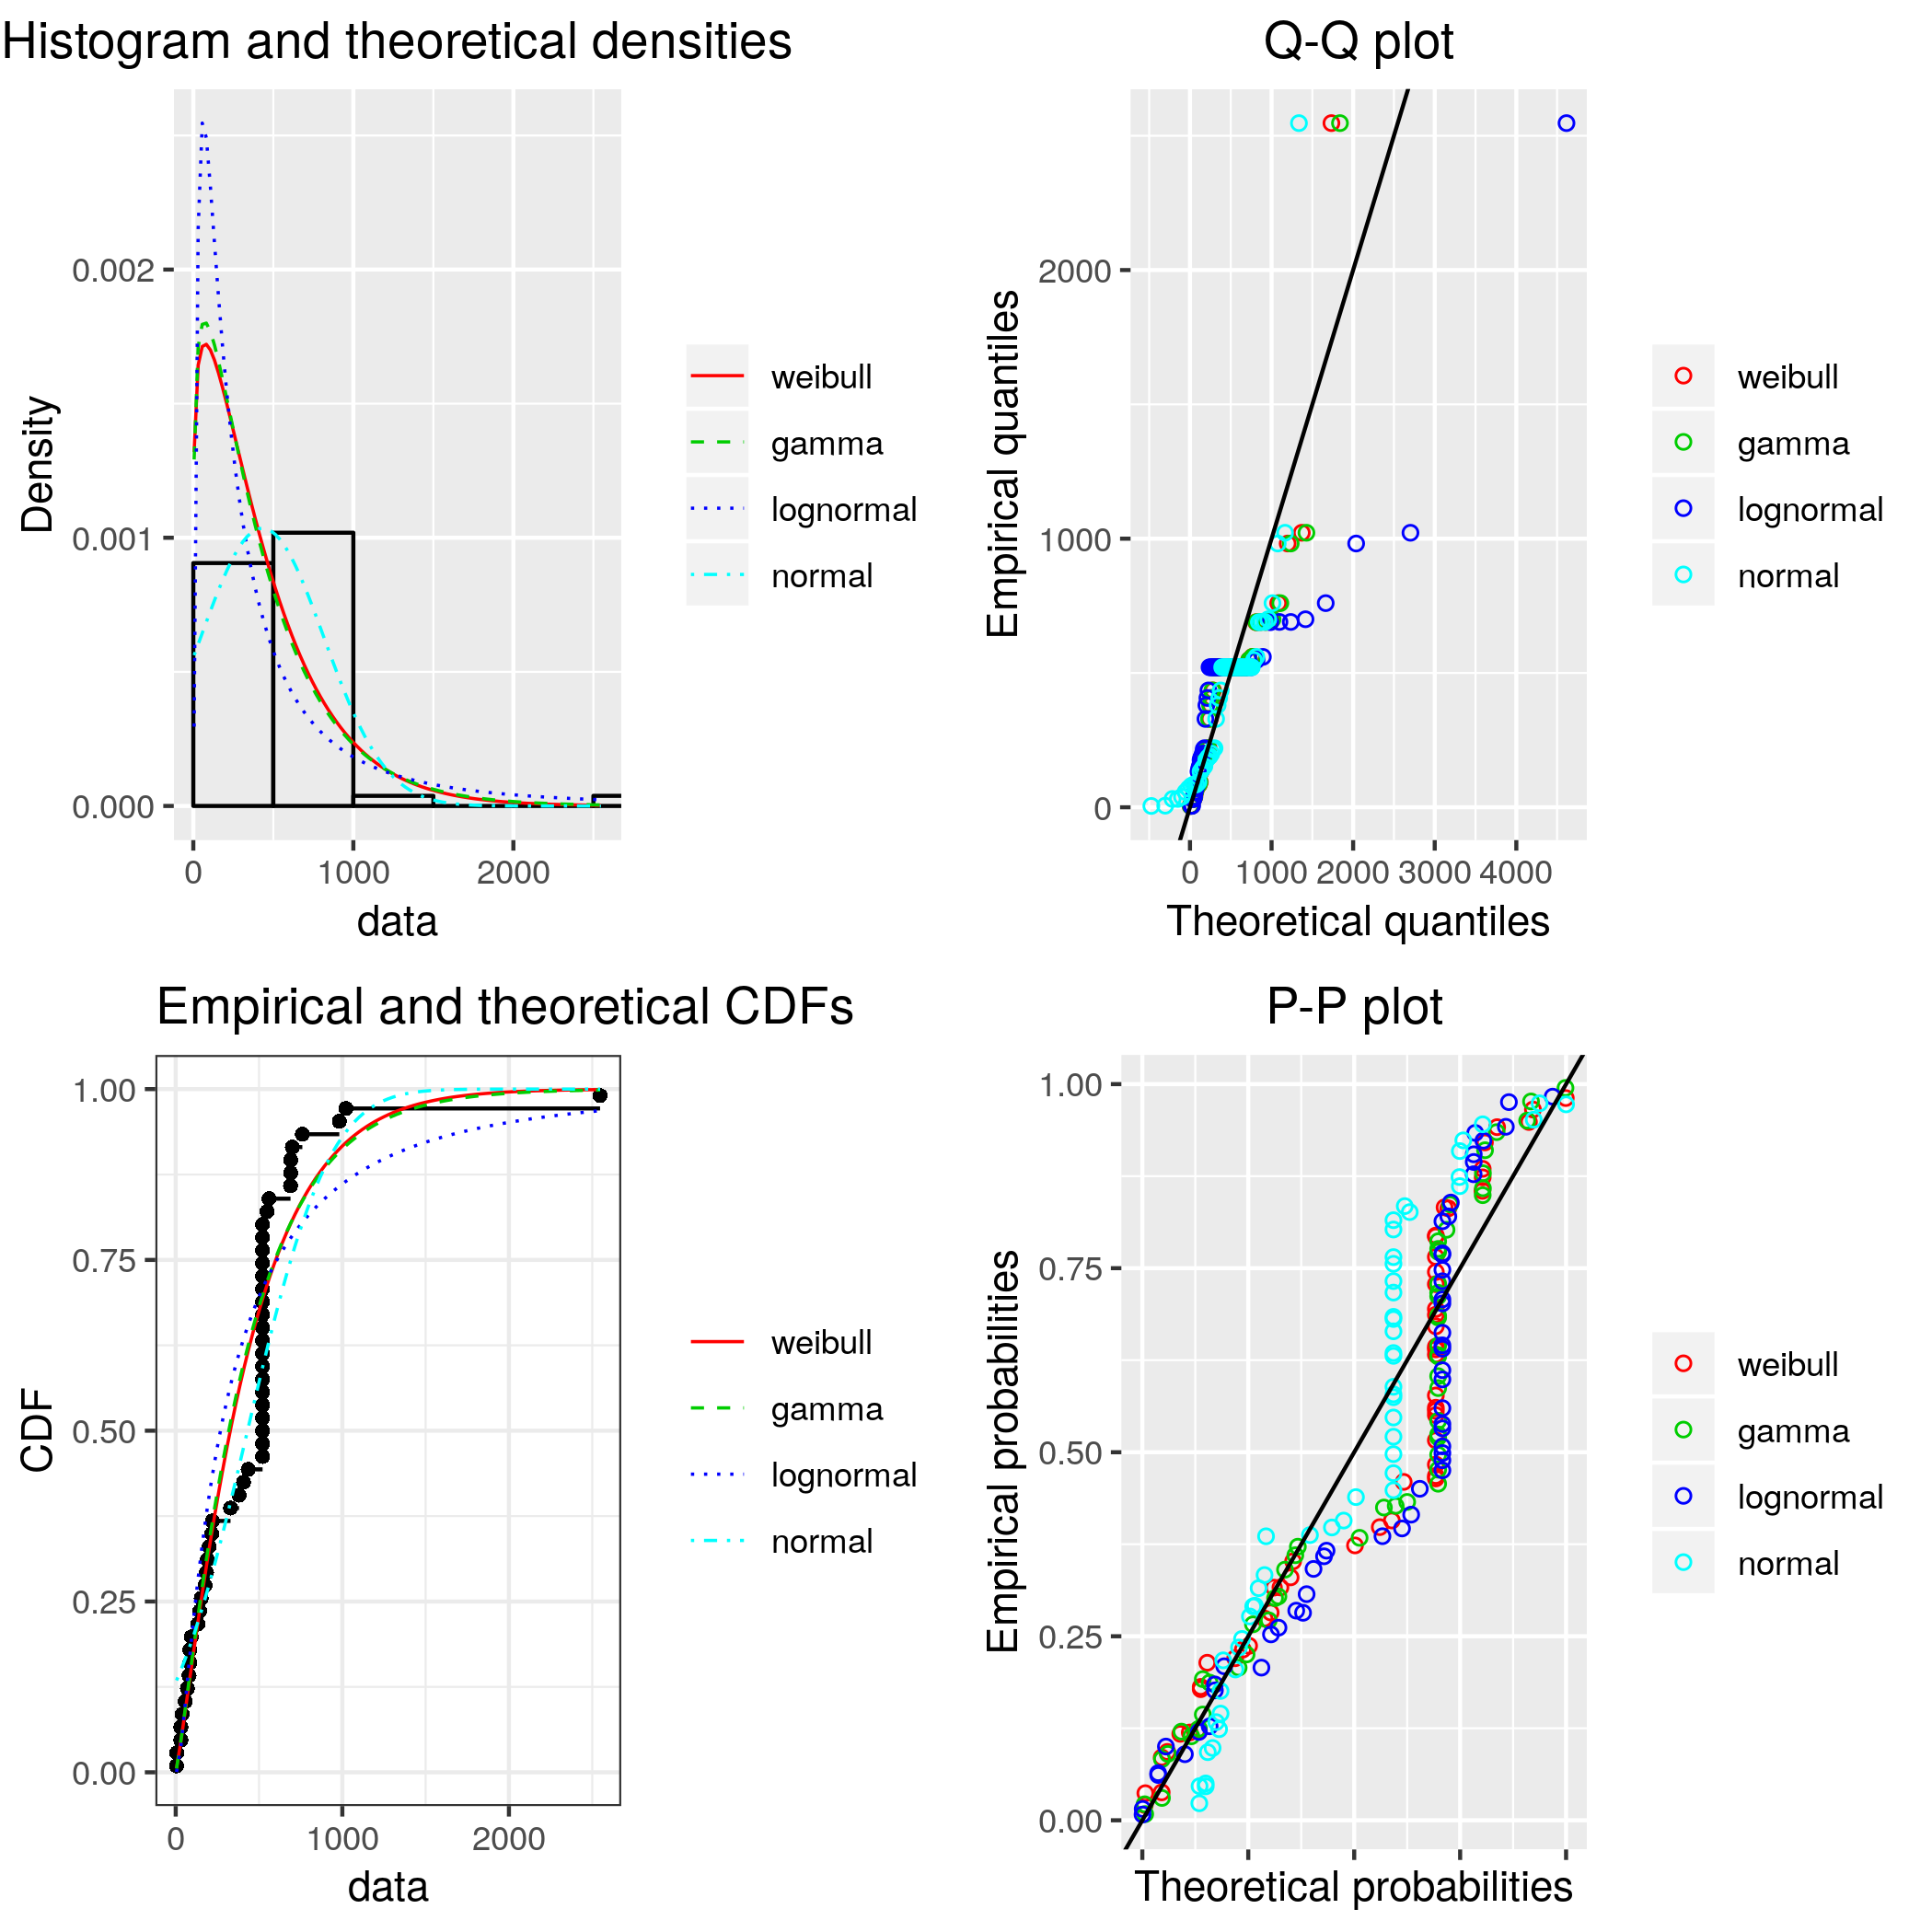 Histogram and theoretical densities
Density
0.002
0.001
0.000
0 1000 2000
data
weibull
gamma
lognormal
normal
Q-Q plot
Empirical quantiles
2000
1000
0
0 1000 2000 3000 4000
Theoretical quantiles
weibull
gamma
lognormal
normal
Empirical and theoretical CDFs
CDF
1.00
0.75
0.50
0.25
0.00
0 1000 2000
data
weibull
gamma
lognormal
normal
P-P plot
Empirical probabilities
1.00
0.75
0.50
0.25
0.00
Theoretical probabilities
weibull
gamma
lognormal
normal